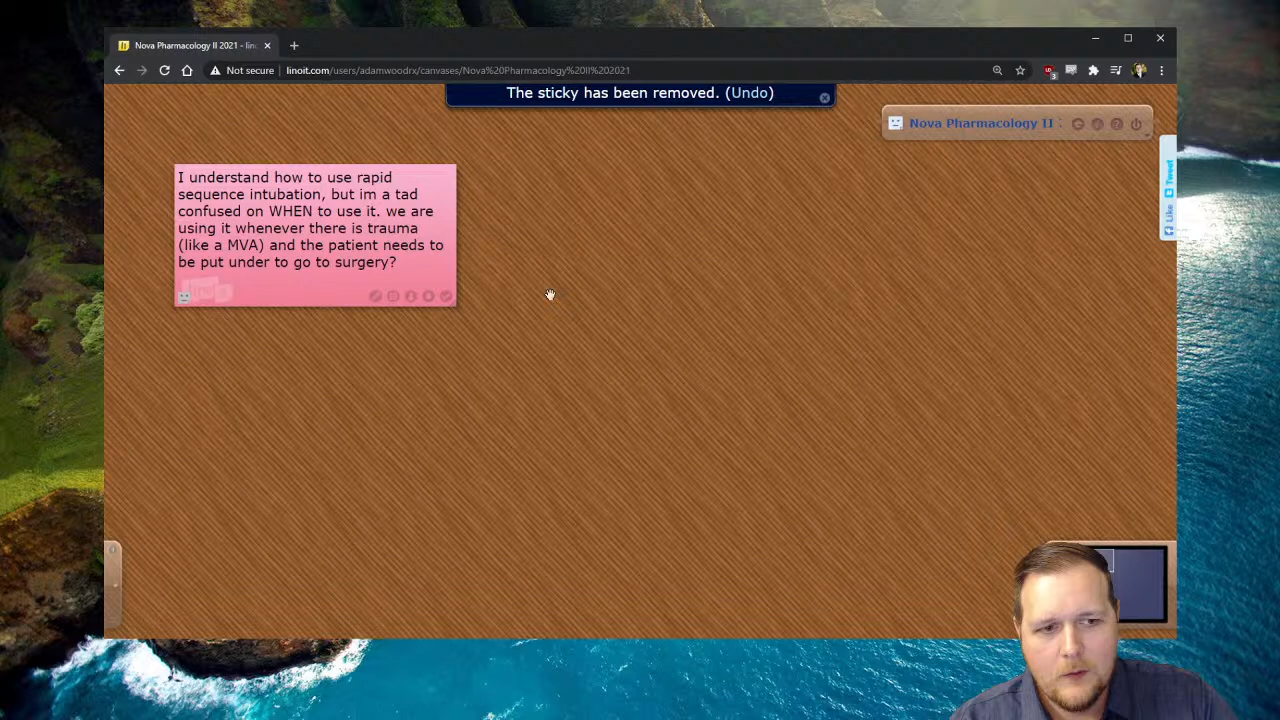 Nova Pharmacology II 2021 - lin
Not secure
linoit.com/users/adamwoodrx/canvases/Nova%20Pharmacology%20II%202021
3
The sticky has been removed. (Undo)
Nova Pharmacology II
Tweet
Like
I understand how to use rapid
sequence intubation, but im a tad
confused on WHEN to use it. we are
using it whenever there is trauma
(like a MVA) and the patient needs to
be put under to go to surgery?